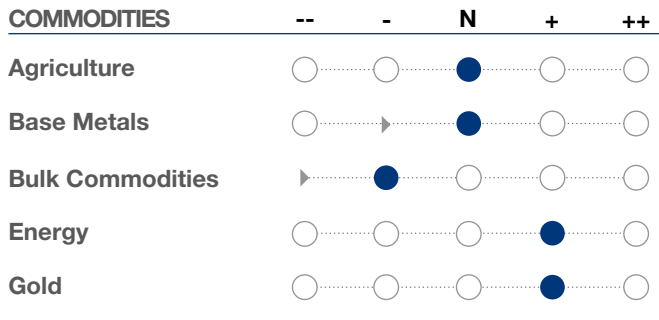 COMMODITIES -- - N + ++
Agriculture
Base Metals
Bulk Commodities
Energy
Gold